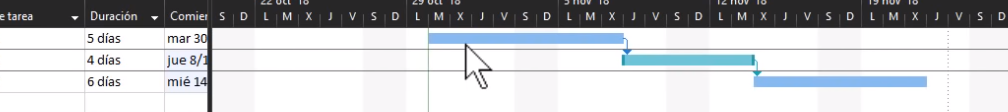 22 oct '18 29 oct '18 5 nov '18 12 nov '18 19 nov '18
e tarea Duración Comier S D L M X J V S D L M X J V S D L M X J V S D L M X J V S D L M X J V S D
5 días mar 30
4 días jue 8/1
6 días mié 14